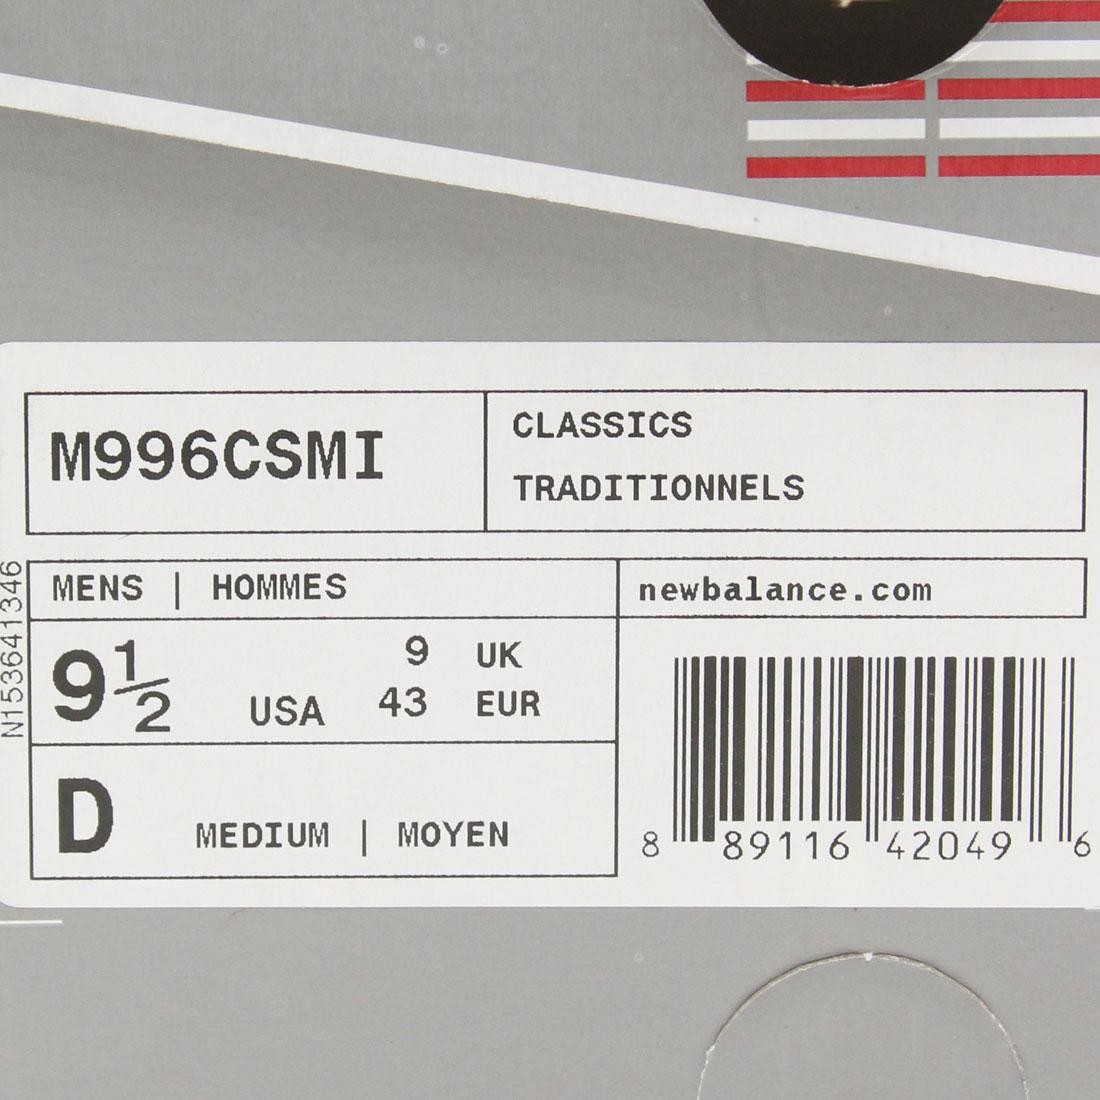 M996CSMI
CLASSICS
TRADITIONNELS
N153641346
MENS | HOMMES
newbalance.com
9½ USA
9 UK
43 EUR
D MEDIUM | MOYEN
8 89116 42049 6